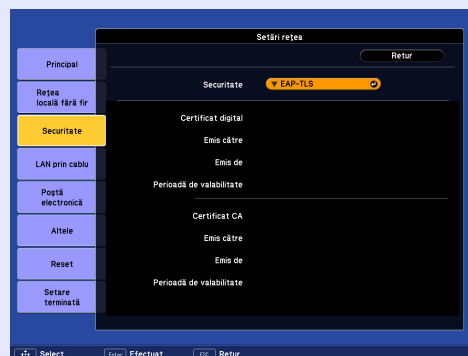 Setări rețea
Retur
Principal
Rețea
locală fără fir
Securitate
LAN prin cablu
Poștă
electronică
Altele
Reset
Setare
terminată
Securitate
EAP-TLS
Certificat digital
Emis către
Emis de
Perioadă de valabilitate
Certificat CA
Emis către
Emis de
Perioadă de valabilitate
Select Enter Efectuat ESC Retur